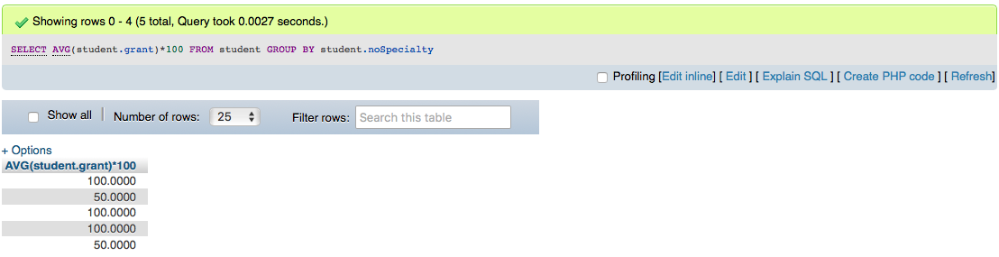 Showing rows 0 - 4 (5 total, Query took 0.0027 seconds.)
SELECT AVG(student.grant)*100 FROM student GROUP BY student.noSpecialty
Profiling [Edit inline] [ Edit ] [ Explain SQL ] [ Create PHP code ] [ Refresh]
Show all | Number of rows: 25 Filter rows: Search this table
+ Options
AVG(student.grant)*100
100.0000
50.0000
100.0000
100.0000
50.0000